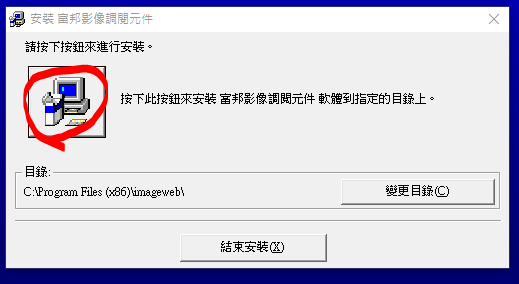 安裝 富邦影像調閱元件
請按下按鈕來進行安裝。
按下此按鈕來安裝 富邦影像調閱元件 軟體到指定的目錄上。
目錄:
C:\Program Files (x86)\imageweb\
變更目錄(C)
結束安裝(X)